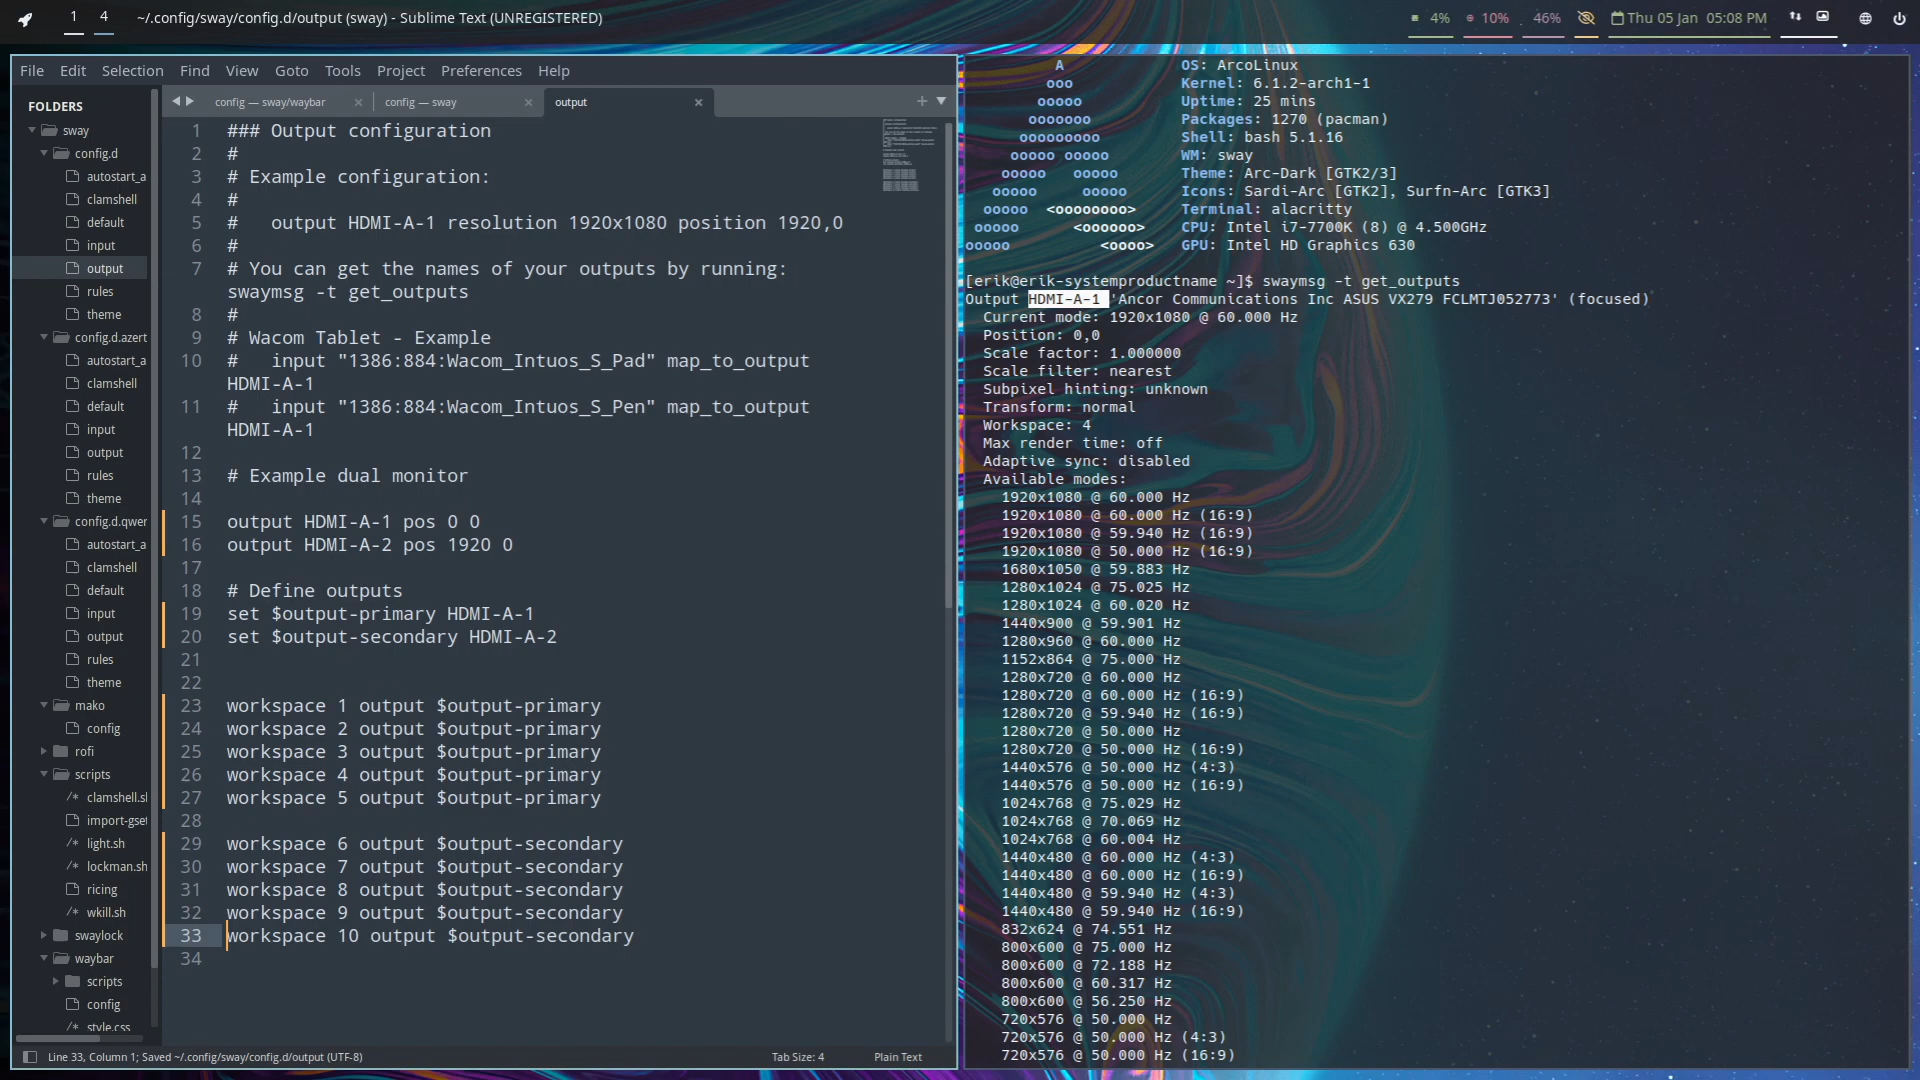 1 4 ~/.config/sway/config.d/output (sway) - Sublime Text (UNREGISTERED)
4% 10% 46% Thu 05 Jan 05:08 PM
File Edit Selection Find View Goto Tools Project Preferences Help
FOLDERS
sway
config.d
autostart_a
clamshell
default
input
output
rules
theme
config.d.azert
autostart_a
clamshell
default
input
output
rules
theme
config.d.qwer
autostart_a
clamshell
default
input
output
rules
theme
mako
config
rofi
scripts
clamshell.sl
import-gset
light.sh
lockman.sh
ricing
wkill.sh
swaylock
waybar
scripts
config
style.css
config — sway/waybar × config — sway × output ×
1 ### Output configuration
2 #
3 # Example configuration:
4 #
5 #   output HDMI-A-1 resolution 1920x1080 position 1920,0
6 #
7 # You can get the names of your outputs by running:
swaymsg -t get_outputs
8 #
9 # Wacom Tablet - Example
10 #   input "1386:884:Wacom_Intuos_S_Pad" map_to_output
HDMI-A-1
11 #   input "1386:884:Wacom_Intuos_S_Pen" map_to_output
HDMI-A-1
12
13 # Example dual monitor
14
15 output HDMI-A-1 pos 0 0
16 output HDMI-A-2 pos 1920 0
17
18 # Define outputs
19 set $output-primary HDMI-A-1
20 set $output-secondary HDMI-A-2
21
22
23 workspace 1 output $output-primary
24 workspace 2 output $output-primary
25 workspace 3 output $output-primary
26 workspace 4 output $output-primary
27 workspace 5 output $output-primary
28
29 workspace 6 output $output-secondary
30 workspace 7 output $output-secondary
31 workspace 8 output $output-secondary
32 workspace 9 output $output-secondary
33 workspace 10 output $output-secondary
34
Line 33, Column 1; Saved ~/.config/sway/config.d/output (UTF-8) Tab Size: 4 Plain Text
A OS: ArcoLinux
ooo Kernel: 6.1.2-arch1-1
ooooo Uptime: 25 mins
ooooooo Packages: 1270 (pacman)
ooooooooo Shell: bash 5.1.16
ooooo ooooo WM: sway
ooooo   ooooo Theme: Arc-Dark [GTK2/3]
ooooo     ooooo Icons: Sardi-Arc [GTK2], Surfn-Arc [GTK3]
ooooo  <oooooooo> Terminal: alacritty
ooooo      <oooooo> CPU: Intel i7-7700K (8) @ 4.500GHz
ooooo          <oooo> GPU: Intel HD Graphics 630
[erik@erik-systemproductname ~]$ swaymsg -t get_outputs
Output HDMI-A-1 'Ancor Communications Inc ASUS VX279 FCLMTJ052773' (focused)
Current mode: 1920x1080 @ 60.000 Hz
Position: 0,0
Scale factor: 1.000000
Scale filter: nearest
Subpixel hinting: unknown
Transform: normal
Workspace: 4
Max render time: off
Adaptive sync: disabled
Available modes:
1920x1080 @ 60.000 Hz
1920x1080 @ 60.000 Hz (16:9)
1920x1080 @ 59.940 Hz (16:9)
1920x1080 @ 50.000 Hz (16:9)
1680x1050 @ 59.883 Hz
1280x1024 @ 75.025 Hz
1280x1024 @ 60.020 Hz
1440x900 @ 59.901 Hz
1280x960 @ 60.000 Hz
1152x864 @ 75.000 Hz
1280x720 @ 60.000 Hz
1280x720 @ 60.000 Hz (16:9)
1280x720 @ 59.940 Hz (16:9)
1280x720 @ 50.000 Hz
1280x720 @ 50.000 Hz (16:9)
1440x576 @ 50.000 Hz (4:3)
1440x576 @ 50.000 Hz (16:9)
1024x768 @ 75.029 Hz
1024x768 @ 70.069 Hz
1024x768 @ 60.004 Hz
1440x480 @ 60.000 Hz (4:3)
1440x480 @ 60.000 Hz (16:9)
1440x480 @ 59.940 Hz (4:3)
1440x480 @ 59.940 Hz (16:9)
832x624 @ 74.551 Hz
800x600 @ 75.000 Hz
800x600 @ 72.188 Hz
800x600 @ 60.317 Hz
800x600 @ 56.250 Hz
720x576 @ 50.000 Hz
720x576 @ 50.000 Hz (4:3)
720x576 @ 50.000 Hz (16:9)